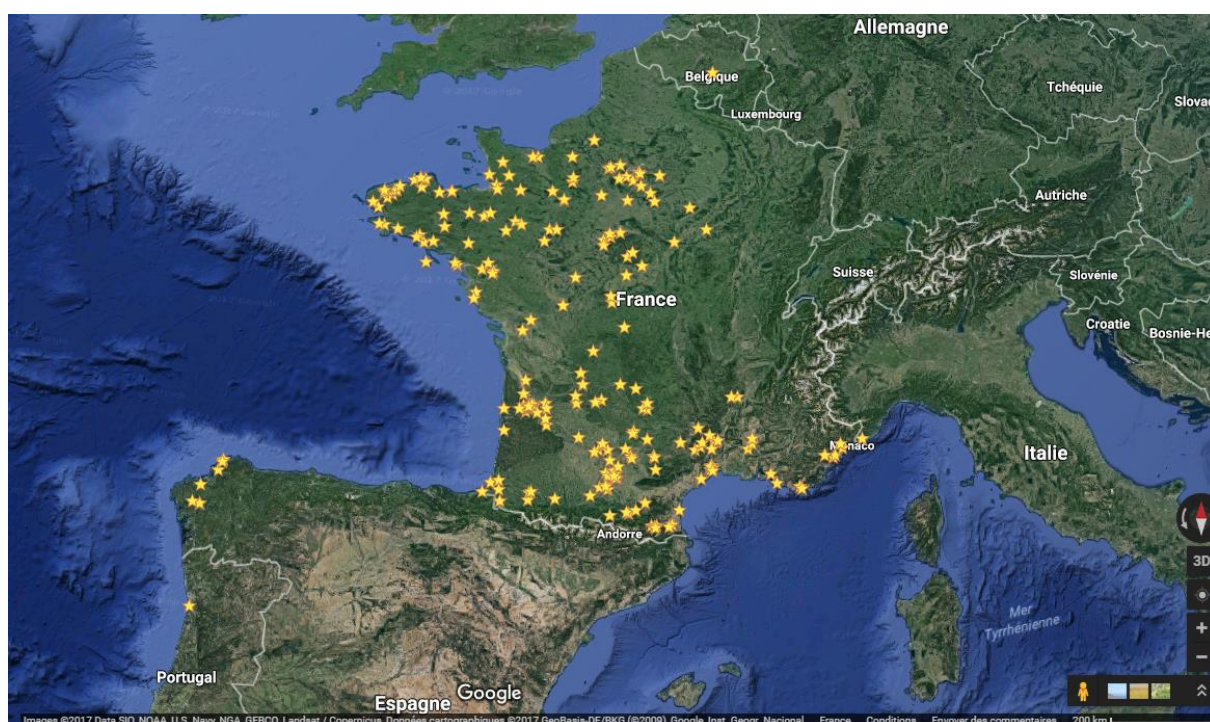 Allemagne
Belgique
Tchéquie
Slovac
Luxembourg
Autriche
Suisse
Slovénie
France
Croatie
Bosnie-He
Monaco
Italie
Andorre
3D
Mer
Tyrrhénienne
Portugal
Espagne
Google
Images ©2017 Data SIO, NOAA, U.S. Navy, NGA, GEBCO, Landsat / Copernicus, Données cartographiques ©2017 GeoBasis-DE/BKG (©2009), Google, Inst. Geogr. Nacional France Conditions Envoyer des commentaires 200 km